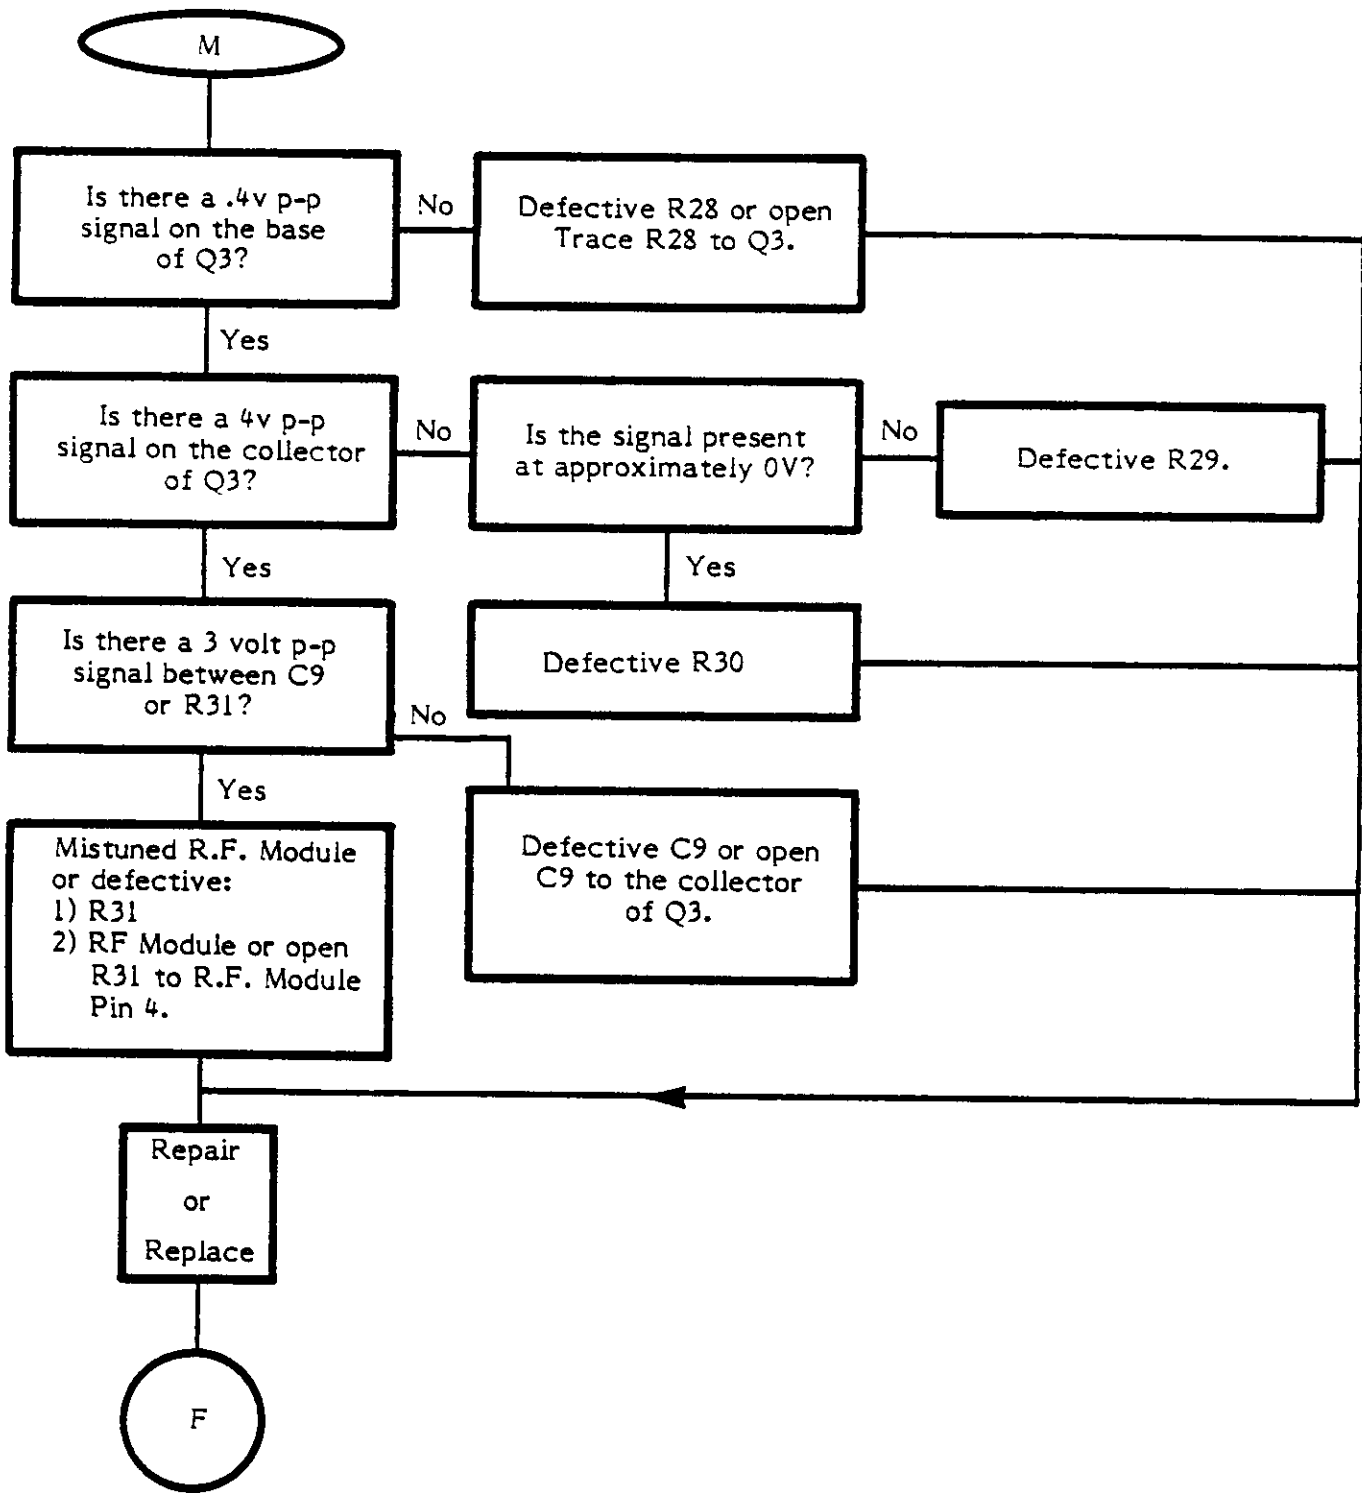 M
Is there a .4v p-p
signal on the base
of Q3?
No
Defective R28 or open
Trace R28 to Q3.
Yes
Is there a 4v p-p
signal on the collector
of Q3?
No
Is the signal present
at approximately 0V?
No
Defective R29.
Yes
Yes
Is there a 3 volt p-p
signal between C9
or R31?
Defective R30
No
Yes
Mistuned R.F. Module
or defective:
1) R31
2) RF Module or open
R31 to R.F. Module
Pin 4.
Defective C9 or open
C9 to the collector
of Q3.
Repair
or
Replace
F